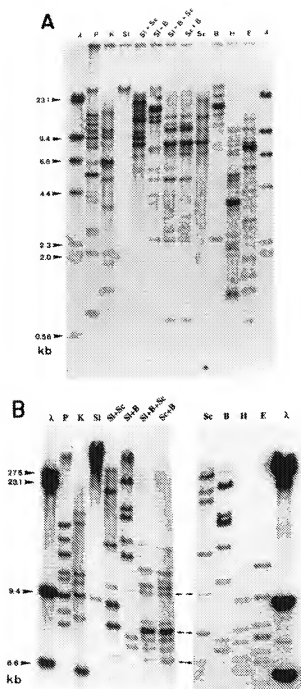 A
λ P K Sl Sl+Sc Sl+B Sl+B+Sc Sc+B Sc B H E λ
23.1
9.4
6.6
4.4
2.3
2.0
0.56
kb
B
λ P K Sl Sl+Sc Sl+B Sl+B+Sc Sc+B Sc B H E λ
27.5
23.1
9.4
6.6
kb